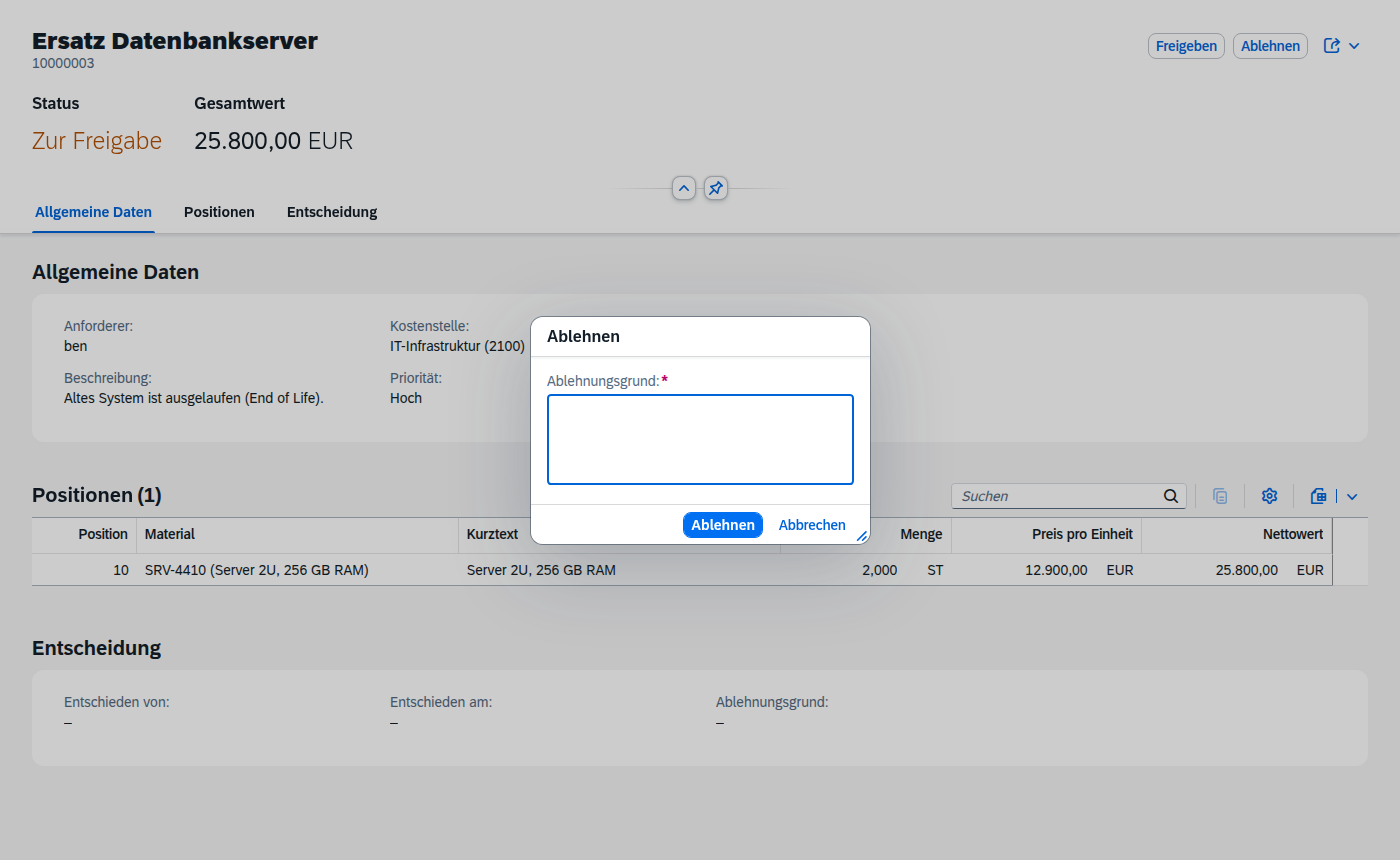 Ersatz Datenbankserver
10000003
Freigeben Ablehnen
Status Gesamtwert
Zur Freigabe 25.800,00 EUR
Allgemeine Daten Positionen Entscheidung
Allgemeine Daten
Anforderer: Kostenstelle:
ben IT-Infrastruktur (2100)
Beschreibung: Priorität:
Altes System ist ausgelaufen (End of Life). Hoch
Ablehnen
Ablehnungsgrund:*
Ablehnen Abbrechen
Positionen (1) Suchen
Position Material Kurztext Menge Preis pro Einheit Nettowert
10 SRV-4410 (Server 2U, 256 GB RAM) Server 2U, 256 GB RAM 2,000 ST 12.900,00 EUR 25.800,00 EUR
Entscheidung
Entschieden von: Entschieden am: Ablehnungsgrund:
– – –